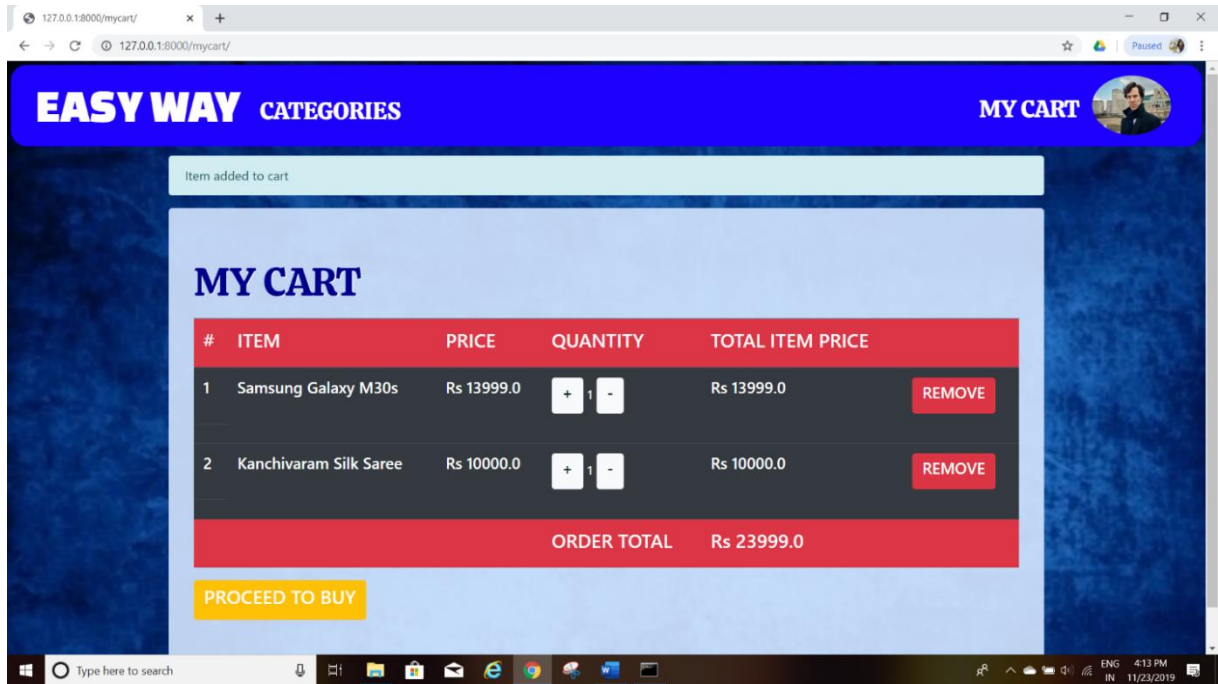 127.0.0.1:8000/mycart/
127.0.0.1:8000/mycart/
Paused
EASY WAY CATEGORIES MY CART
Item added to cart
MY CART
# ITEM PRICE QUANTITY TOTAL ITEM PRICE
1 Samsung Galaxy M30s Rs 13999.0 + 1 - Rs 13999.0 REMOVE
2 Kanchivaram Silk Saree Rs 10000.0 + 1 - Rs 10000.0 REMOVE
ORDER TOTAL Rs 23999.0
PROCEED TO BUY
Type here to search
ENG 4:13 PM
IN 11/23/2019